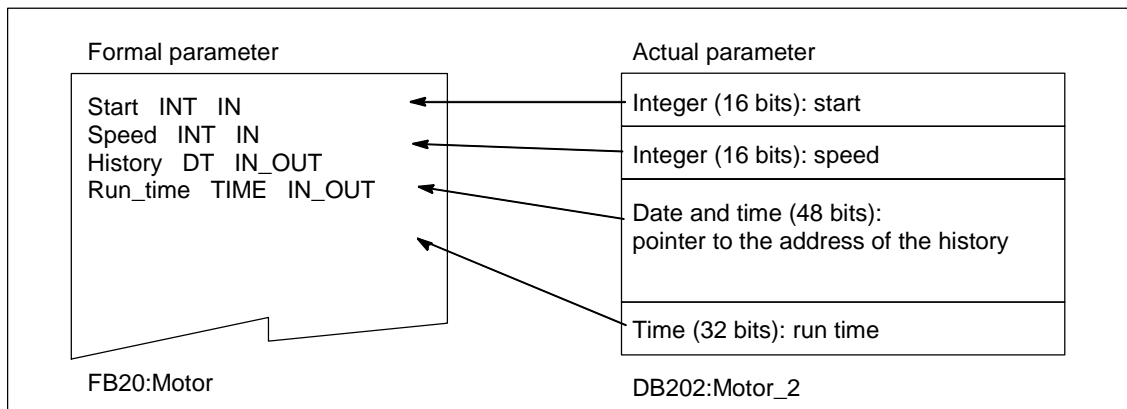 Formal parameter
Start INT IN
Speed INT IN
History DT IN_OUT
Run_time TIME IN_OUT
FB20:Motor
Actual parameter
Integer (16 bits): start
Integer (16 bits): speed
Date and time (48 bits):
pointer to the address of the history
Time (32 bits): run time
DB202:Motor_2